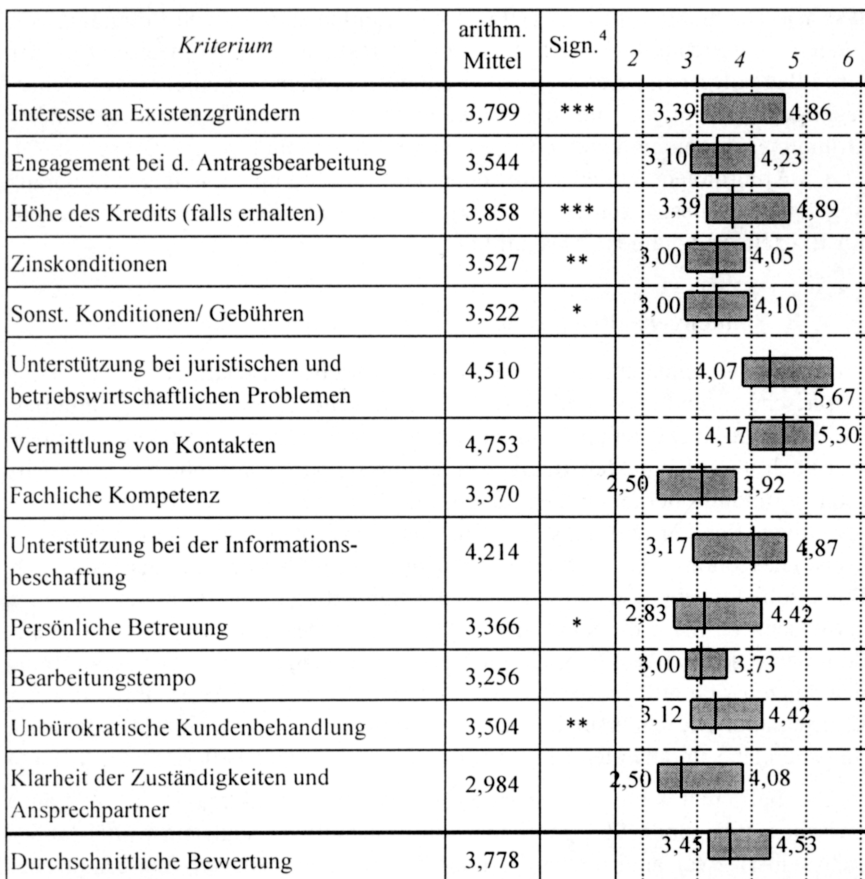 Kriterium arithm. Mittel Sign.4 2 3 4 5 6
Interesse an Existenzgründern 3,799 *** 3,39 4,86
Engagement bei d. Antragsbearbeitung 3,544 3,10 4,23
Höhe des Kredits (falls erhalten) 3,858 *** 3,39 4,89
Zinskonditionen 3,527 ** 3,00 4,05
Sonst. Konditionen/ Gebühren 3,522 * 3,00 4,10
Unterstützung bei juristischen und
betriebswirtschaftlichen Problemen 4,510 4,07 5,67
Vermittlung von Kontakten 4,753 4,17 5,30
Fachliche Kompetenz 3,370 2,50 3,92
Unterstützung bei der Informations-
beschaffung 4,214 3,17 4,87
Persönliche Betreuung 3,366 * 2,83 4,42
Bearbeitungstempo 3,256 3,00 3,73
Unbürokratische Kundenbehandlung 3,504 ** 3,12 4,42
Klarheit der Zuständigkeiten und
Ansprechpartner 2,984 2,50 4,08
Durchschnittliche Bewertung 3,778 3,45 4,53